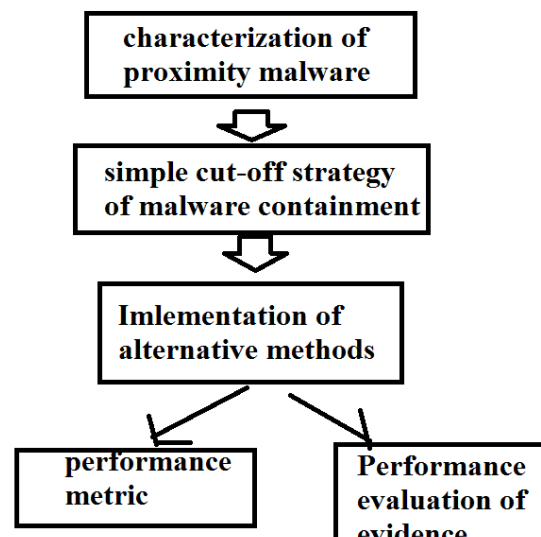 characterization of
proximity malware
simple cut-off strategy
of malware containment
Imlementation of
alternative methods
performance
metric
Performance
evaluation of
evidence